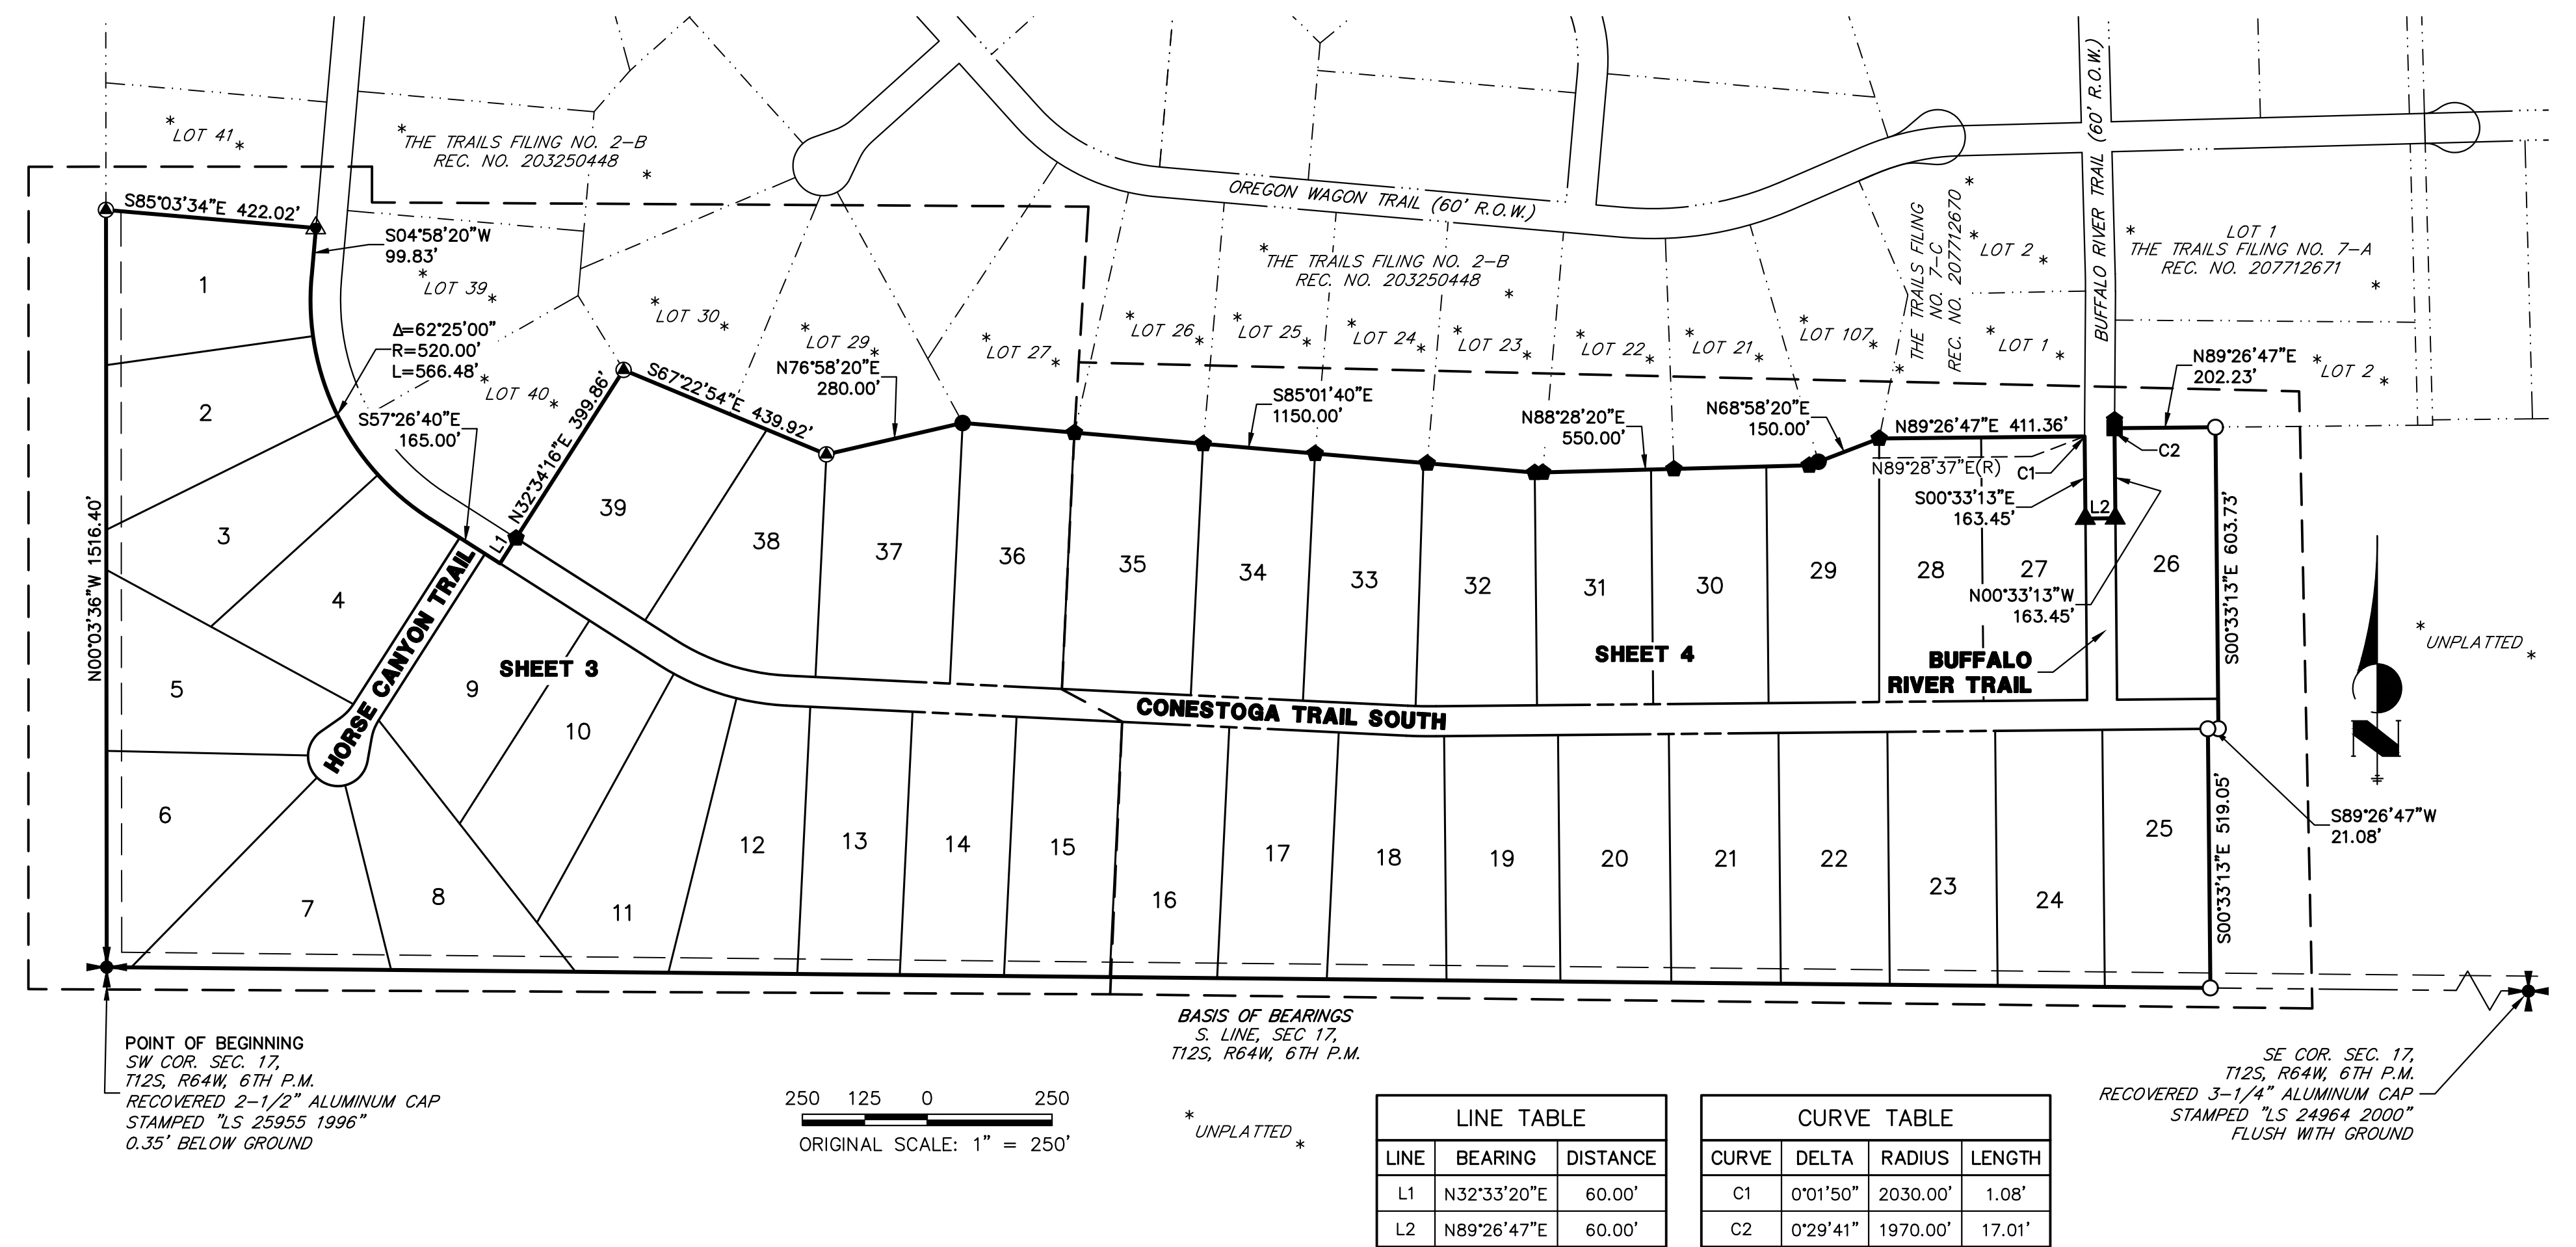 BUFFALO RIVER TRAIL (60' R.O.W.)
*LOT 41*
*THE TRAILS FILING NO. 2-B
REC. NO. 203250448
*
OREGON WAGON TRAIL (60' R.O.W.)
THE TRAILS FILING
NO. 7-C
REC. NO. 207712670
*
*
S85°03'34"E 422.02'
S04°58'20"W
99.83'
*LOT 39*
*LOT 30*
*THE TRAILS FILING NO. 2-B
REC. NO. 203250448
*
*LOT 2*
*LOT 1
THE TRAILS FILING NO. 7-A
REC. NO. 207712671
*
1
Δ=62°25'00"
R=520.00'
L=566.48'
*LOT 40*
*LOT 29*
*LOT 27*
*LOT 26*
*LOT 25*
*LOT 24*
*LOT 23*
*LOT 22*
*LOT 21*
*LOT 107*
*LOT 1*
N89°26'47"E
202.23'
*LOT 2*
2
S57°26'40"E
165.00'
N32°34'16"E 399.86'
S67°22'54"E 439.92'
N76°58'20"E
280.00'
S85°01'40"E
1150.00'
N88°28'20"E
550.00'
N68°58'20"E
150.00'
N89°26'47"E 411.36'
N89°28'37"E(R)
C1
C2
S00°33'13"E
163.45'
L2
L1
N00°03'36"W 1516.40'
3
4
39
38
37
36
35
34
33
32
31
30
29
28
27
26
N00°33'13"W
163.45'
S00°33'13"E 603.73'
*UNPLATTED*
HORSE CANYON TRAIL
SHEET 3
SHEET 4
BUFFALO
RIVER TRAIL
5
9
10
CONESTOGA TRAIL SOUTH
N
6
7
8
11
12
13
14
15
16
17
18
19
20
21
22
23
24
25
S00°33'13"E 519.05'
S89°26'47"W
21.08'
POINT OF BEGINNING
SW COR. SEC. 17,
T12S, R64W, 6TH P.M.
RECOVERED 2-1/2" ALUMINUM CAP
STAMPED "LS 25955 1996"
0.35' BELOW GROUND
BASIS OF BEARINGS
S. LINE, SEC 17,
T12S, R64W, 6TH P.M.
SE COR. SEC. 17,
T12S, R64W, 6TH P.M.
RECOVERED 3-1/4" ALUMINUM CAP
STAMPED "LS 24964 2000"
FLUSH WITH GROUND
250 125 0 250
ORIGINAL SCALE: 1" = 250'
*UNPLATTED*
LINE TABLE
LINE BEARING DISTANCE
L1 N32°33'20"E 60.00'
L2 N89°26'47"E 60.00'
CURVE TABLE
CURVE DELTA RADIUS LENGTH
C1 0°01'50" 2030.00' 1.08'
C2 0°29'41" 1970.00' 17.01'